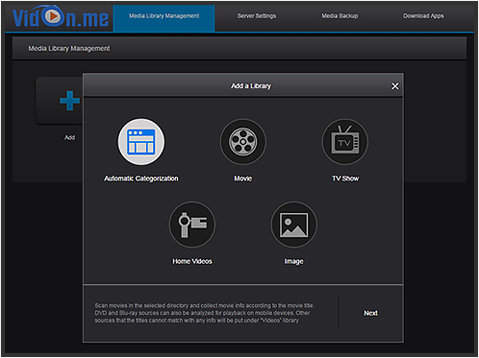 VidOn.me
Media Library Management
Server Settings
Media Backup
Download Apps
Media Library Management
Add a Library
Add
Automatic Categorization
Movie
TV
TV Show
Home Videos
Image
Scan movies in the selected directory and collect movie info according to the movie title.
DVD and Blu-ray sources can also be analyzed for playback on mobile devices. Other
sources that the titles cannot match with any info will be put under "Videos" library
Next